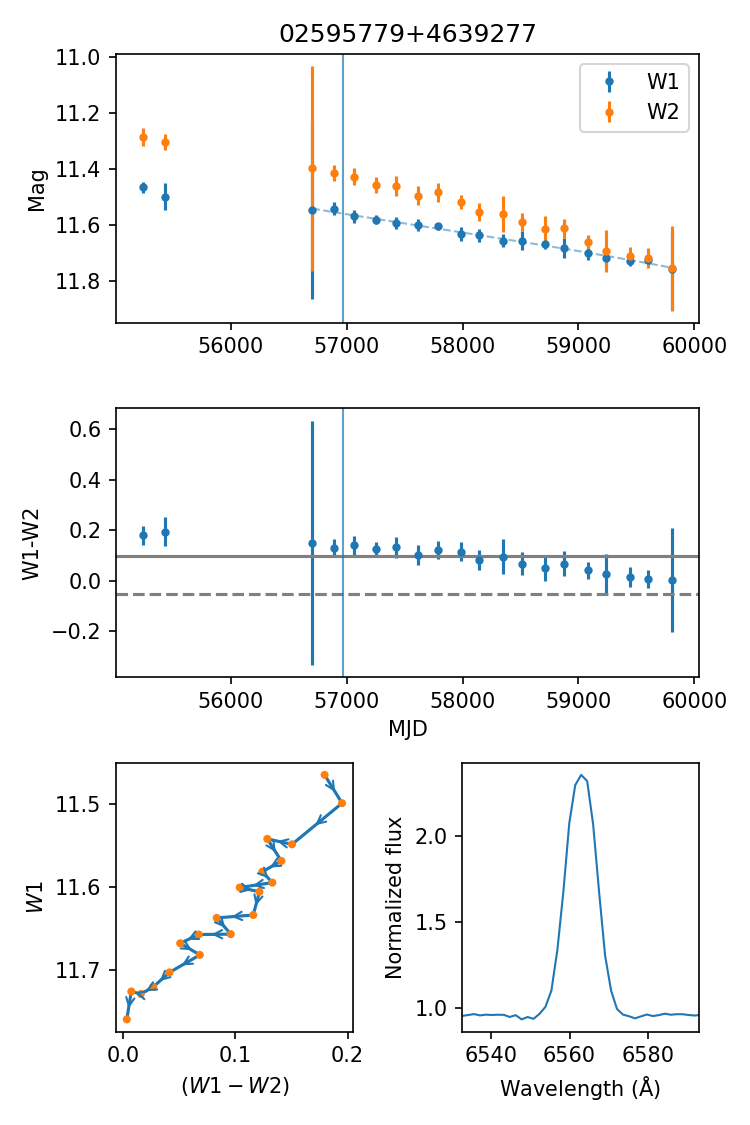 02595779+4639277
Mag
11.0
11.2
11.4
11.6
11.8
W1
W2
56000 57000 58000 59000 60000
W1-W2
0.6
0.4
0.2
0.0
−0.2
56000 57000 58000 59000 60000
MJD
W1
11.5
11.6
11.7
0.0 0.1 0.2
(W1 − W2)
Normalized flux
2.0
1.5
1.0
6540 6560 6580
Wavelength (Å)